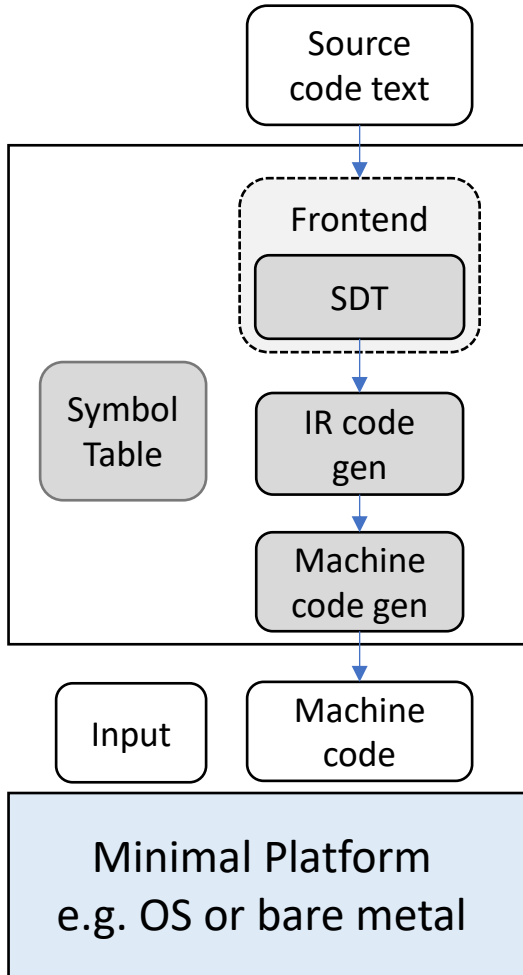 Source
code text
Frontend
SDT
Symbol
Table
IR code
gen
Machine
code gen
Input
Machine
code
Minimal Platform
e.g. OS or bare metal